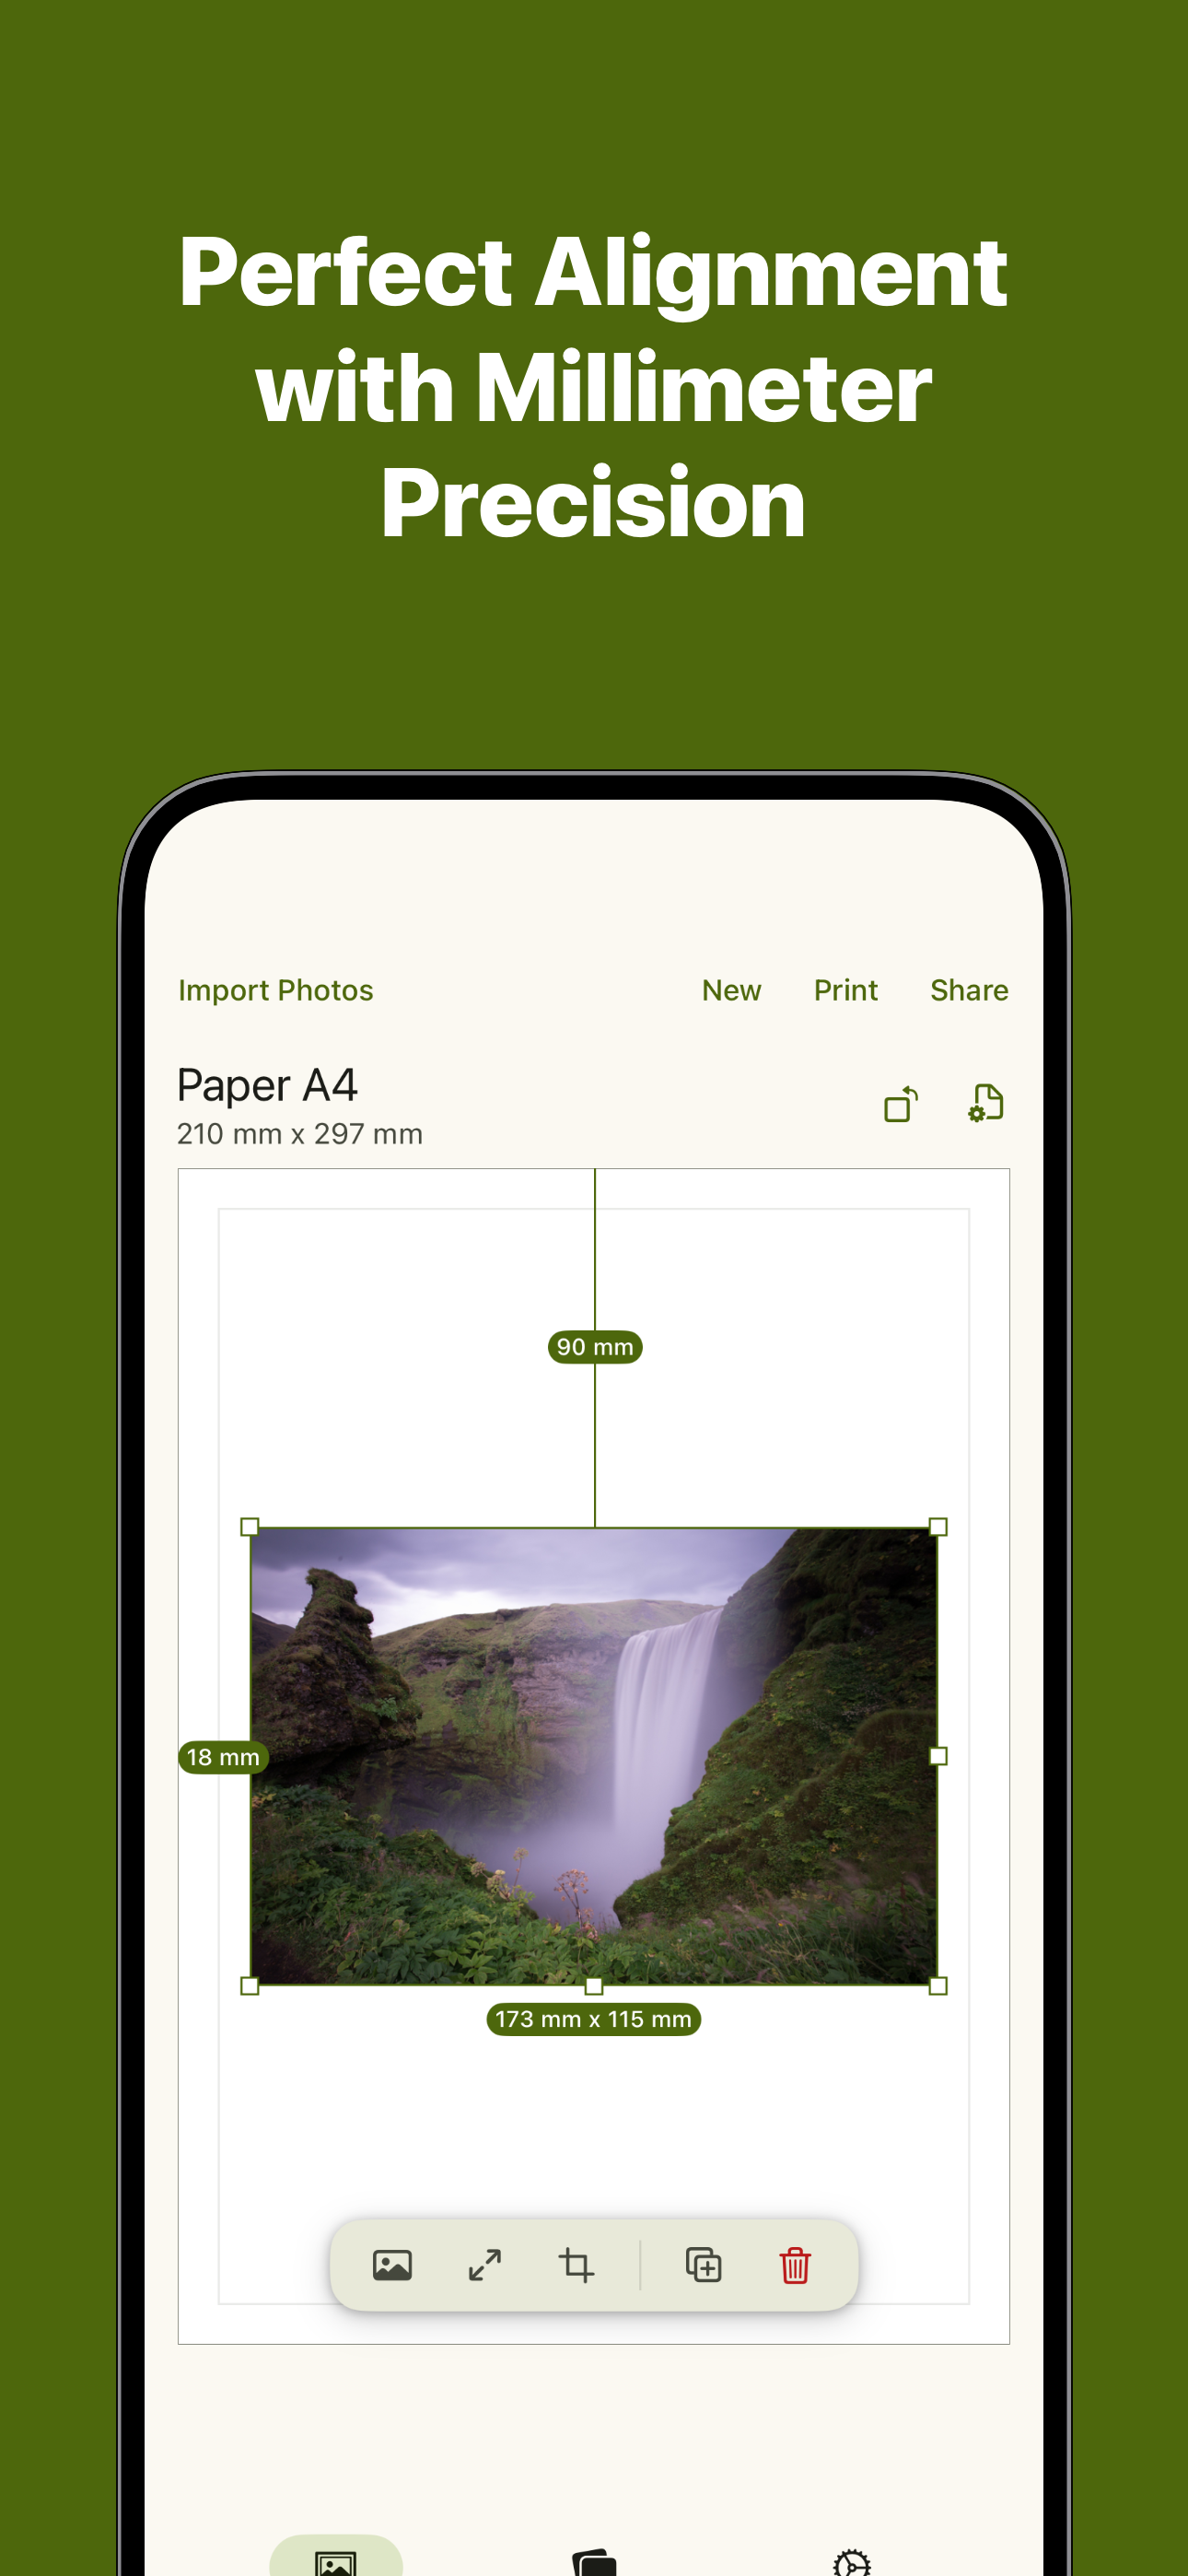 Perfect Alignment
with Millimeter
Precision
Import Photos New Print Share
Paper A4
210 mm x 297 mm
90 mm
18 mm
173 mm x 115 mm